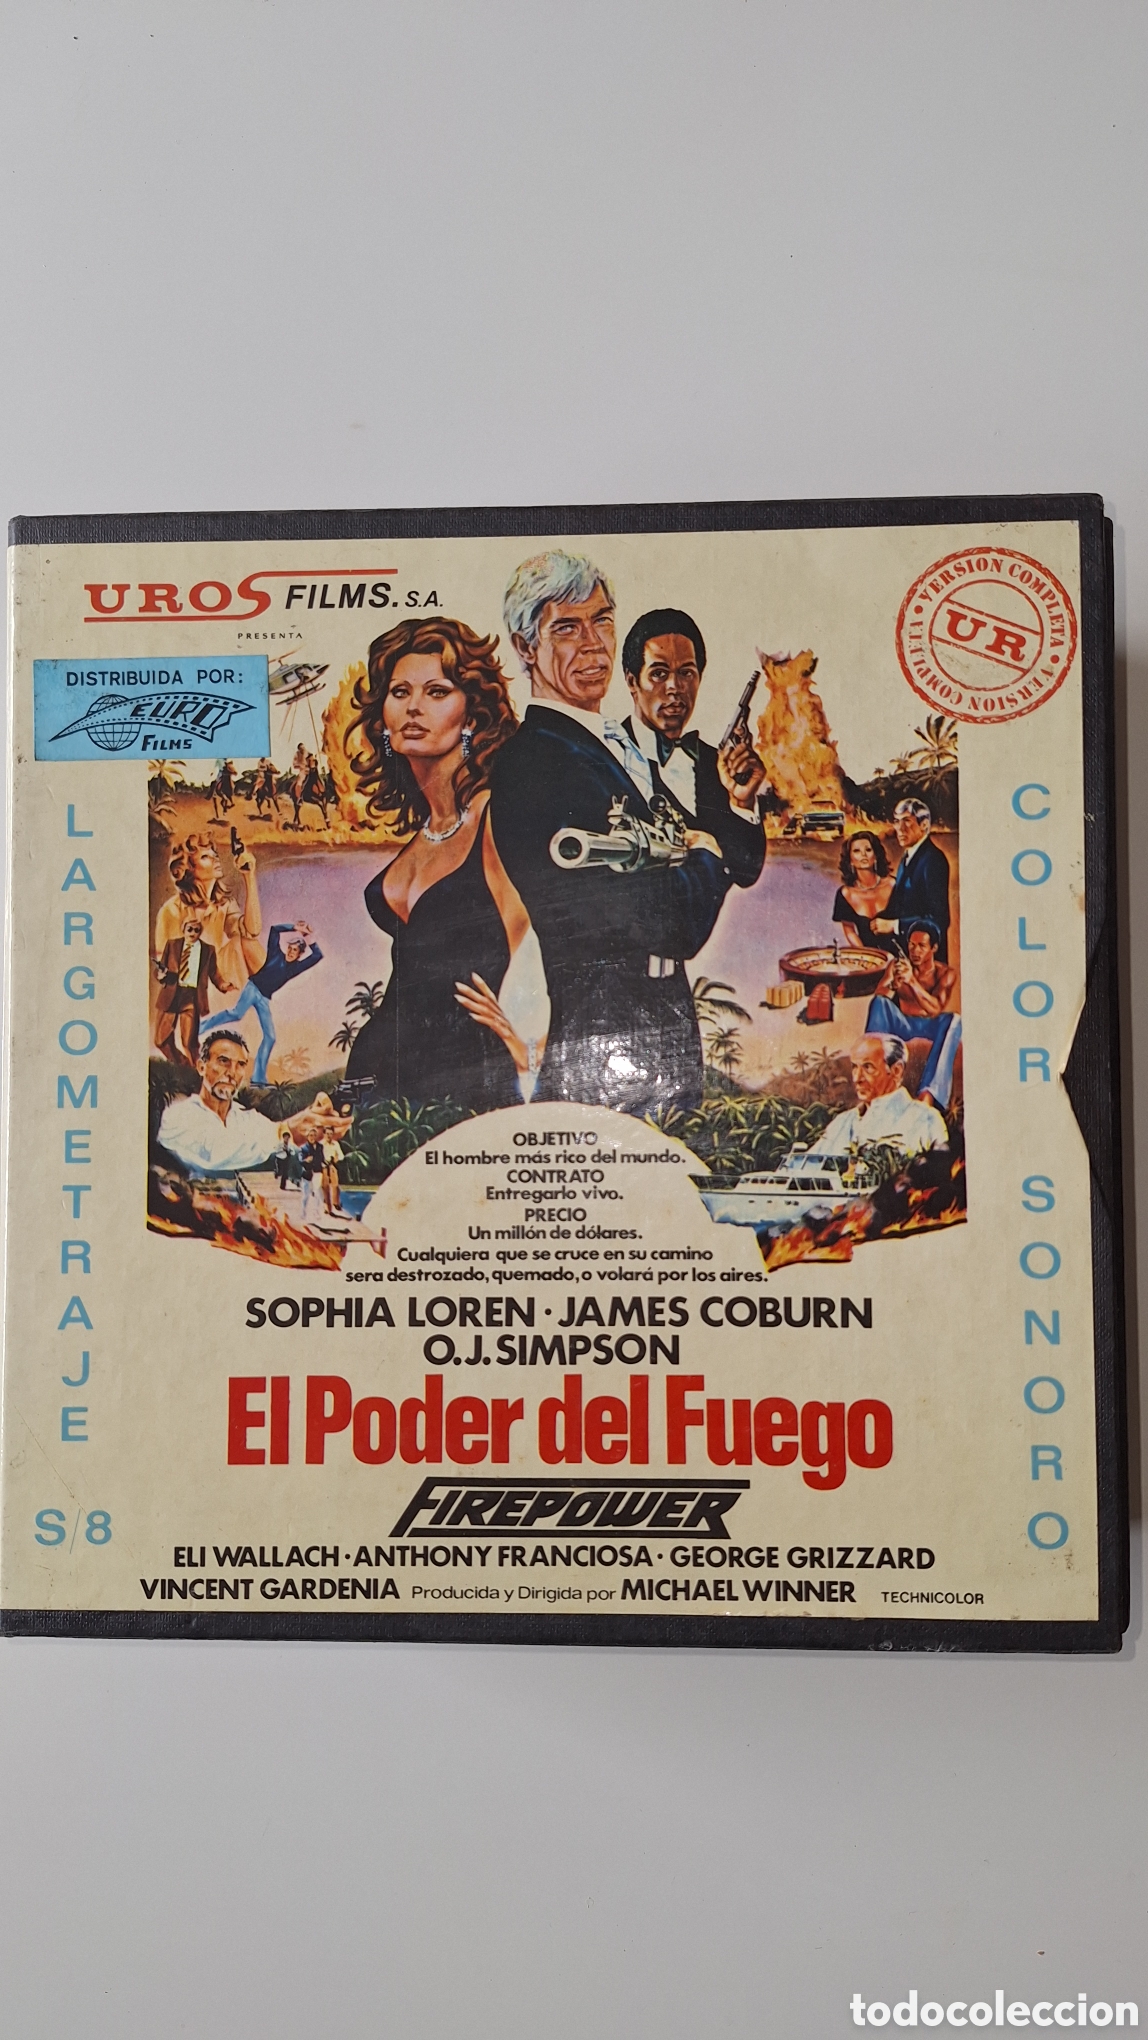 UROS FILMS. S.A.
PRESENTA
DISTRIBUIDA POR:
EURO
FILMS
VERSION COMPLETA • VERSION COMPLETA •
UR
LARGOMETRAJE
S/8
COLOR SONORO
OBJETIVO
El hombre más rico del mundo.
CONTRATO
Entregarlo vivo.
PRECIO
Un millón de dólares.
Cualquiera que se cruce en su camino
sera destrozado, quemado, o volará por los aires.
SOPHIA LOREN · JAMES COBURN
O.J. SIMPSON
El Poder del Fuego
FIREPOWER
ELI WALLACH · ANTHONY FRANCIOSA · GEORGE GRIZZARD
VINCENT GARDENIA Producida y Dirigida por MICHAEL WINNER TECHNICOLOR
todocoleccion